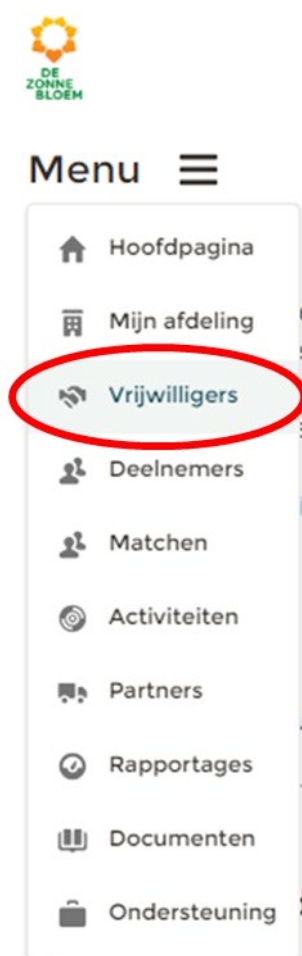 DE
ZONNE
BLOEM
Menu
Hoofdpagina
Mijn afdeling
Vrijwilligers
Deelnemers
Matchen
Activiteiten
Partners
Rapportages
Documenten
Ondersteuning